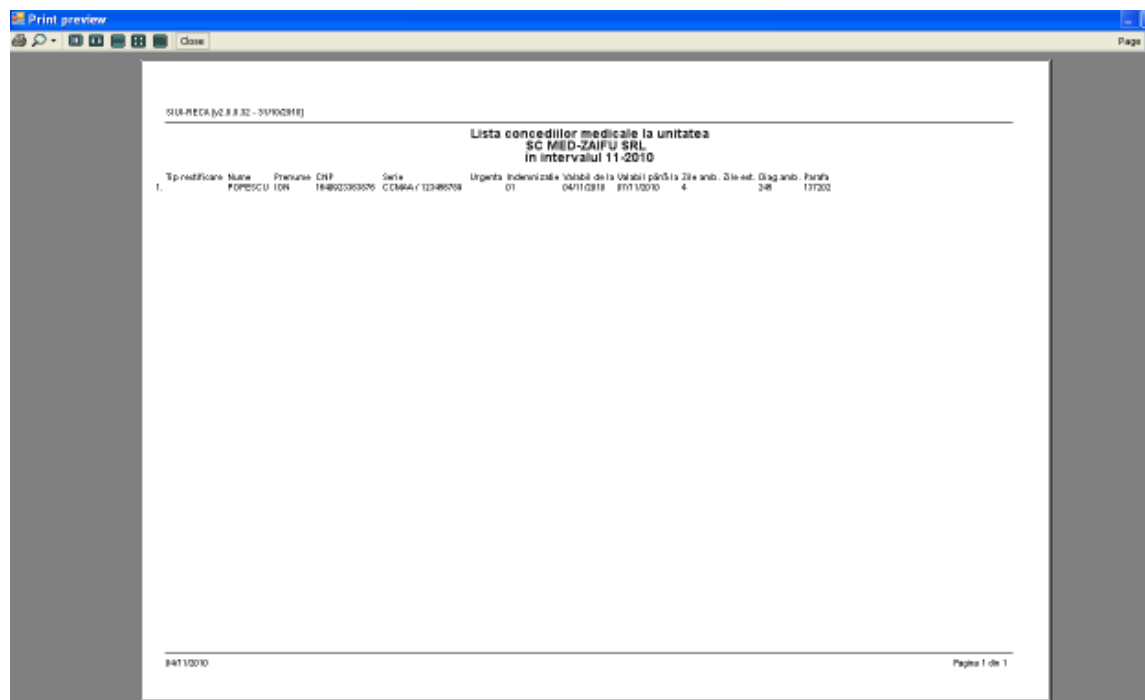 Print preview
Close
Page
SIUI-RECA [v2.0.0.32 - 31/10/2010]
Lista concediilor medicale la unitatea
SC MED-ZAIFU SRL
in intervalul 11-2010
Tip rectificare Nume Prenume CNP Serie Urgenta Indemnizatie Valabil de la Valabil până la Zile amb. Zile est. Diag amb. Parafa
1. POPESCU ION CCMAA / 123456789 01 04/11/2010 07/11/2010 4 137202
04/11/2010
Pagina 1 din 1